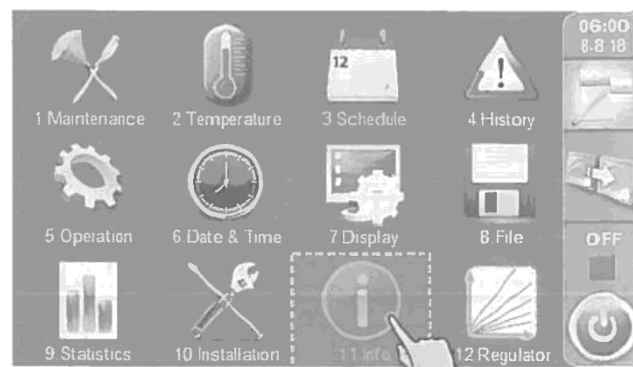 06:00
8-8-18
12
1 Maintenance
2 Temperature
3 Schedule
4 History
5 Operation
6 Date & Time
7 Display
8 File
OFF
9 Statistics
10 Installation
11 Info
12 Regulator